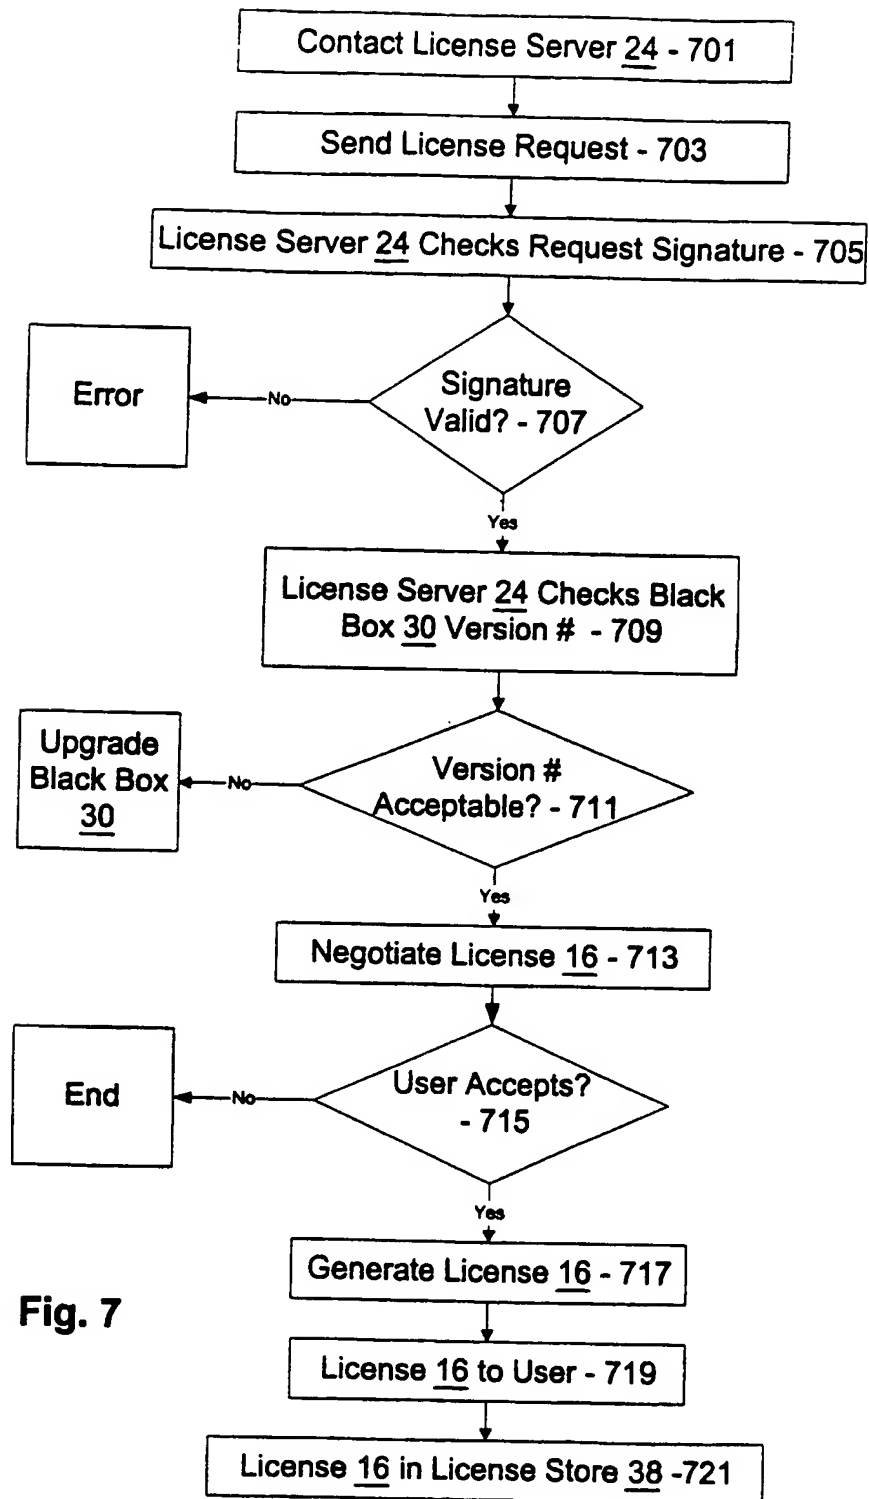 Contact License Server 24 - 701
Send License Request - 703
License Server 24 Checks Request Signature - 705
Error
No
Signature
Valid? - 707
Yes
License Server 24 Checks Black
Box 30 Version # - 709
Upgrade
Black Box
30
No
Version #
Acceptable? - 711
Yes
Negotiate License 16 - 713
End
No
User Accepts?
- 715
Yes
Generate License 16 - 717
Fig. 7
License 16 to User - 719
License 16 in License Store 38 -721